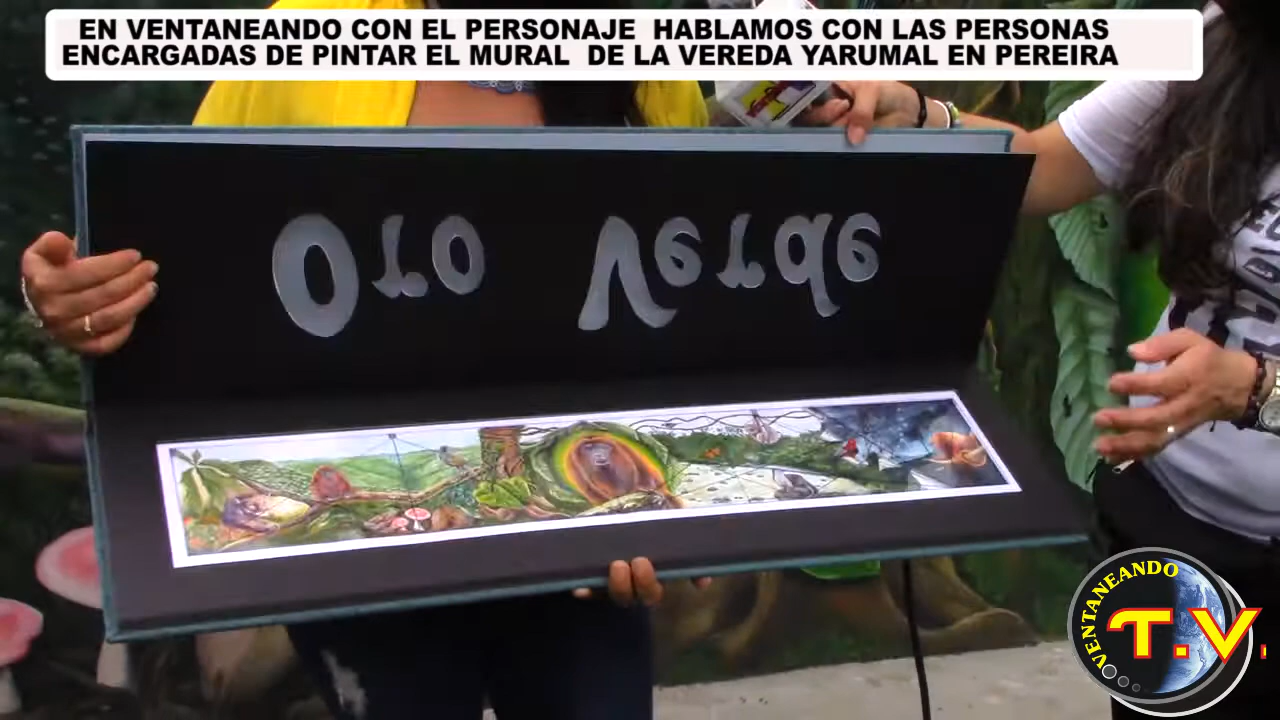 EN VENTANEANDO CON EL PERSONAJE HABLAMOS CON LAS PERSONAS
ENCARGADAS DE PINTAR EL MURAL DE LA VEREDA YARUMAL EN PEREIRA
Oro Verde
VENTANEANDO
T.V.